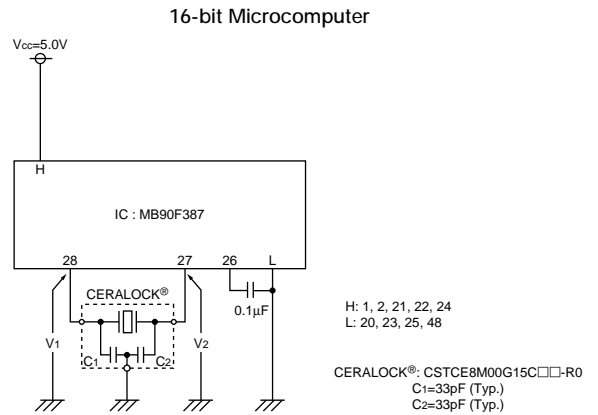 16-bit Microcomputer
Vcc=5.0V
H
IC : MB90F387
28 27 26 L
CERALOCK®
0.1μF
V1 V2
C1 C2
H: 1, 2, 21, 22, 24
L: 20, 23, 25, 48
CERALOCK®: CSTCE8M00G15C□□-R0
C1=33pF (Typ.)
C2=33pF (Typ.)